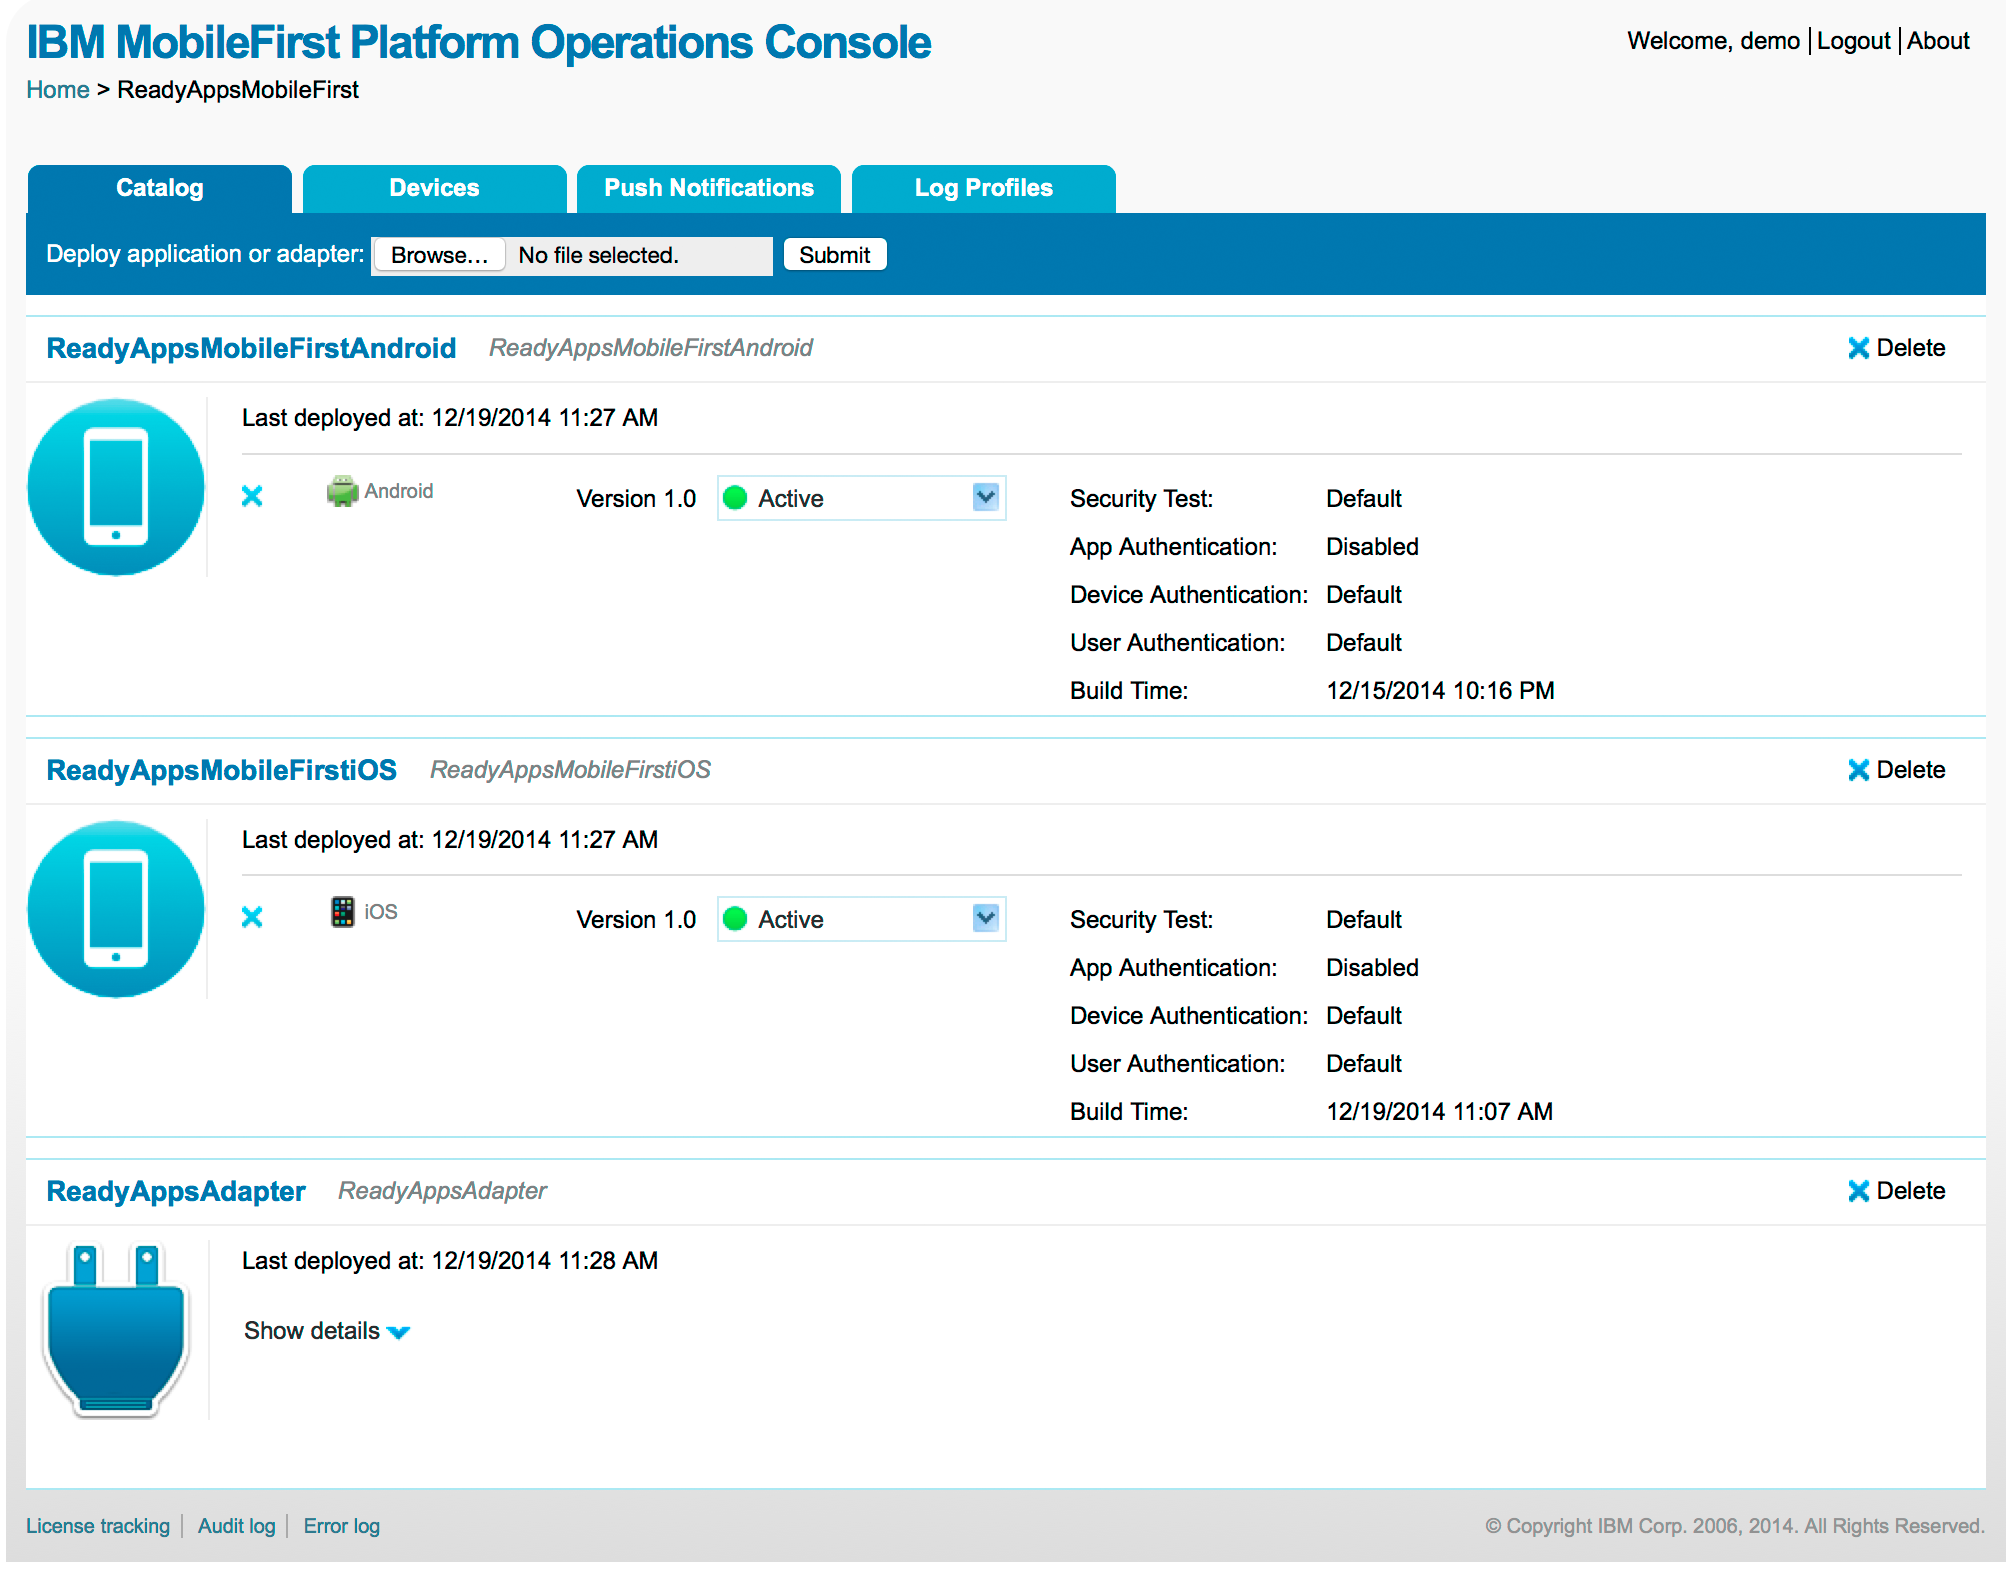 IBM MobileFirst Platform Operations Console
Welcome, demo | Logout | About
Home > ReadyAppsMobileFirst
Catalog
Devices
Push Notifications
Log Profiles
Deploy application or adapter: Browse... No file selected. Submit
ReadyAppsMobileFirstAndroid ReadyAppsMobileFirstAndroid Delete
Last deployed at: 12/19/2014 11:27 AM
Android Version 1.0 Active Security Test: Default
App Authentication: Disabled
Device Authentication: Default
User Authentication: Default
Build Time: 12/15/2014 10:16 PM
ReadyAppsMobileFirstiOS ReadyAppsMobileFirstiOS Delete
Last deployed at: 12/19/2014 11:27 AM
iOS Version 1.0 Active Security Test: Default
App Authentication: Disabled
Device Authentication: Default
User Authentication: Default
Build Time: 12/19/2014 11:07 AM
ReadyAppsAdapter ReadyAppsAdapter Delete
Last deployed at: 12/19/2014 11:28 AM
Show details
License tracking | Audit log | Error log
© Copyright IBM Corp. 2006, 2014. All Rights Reserved.